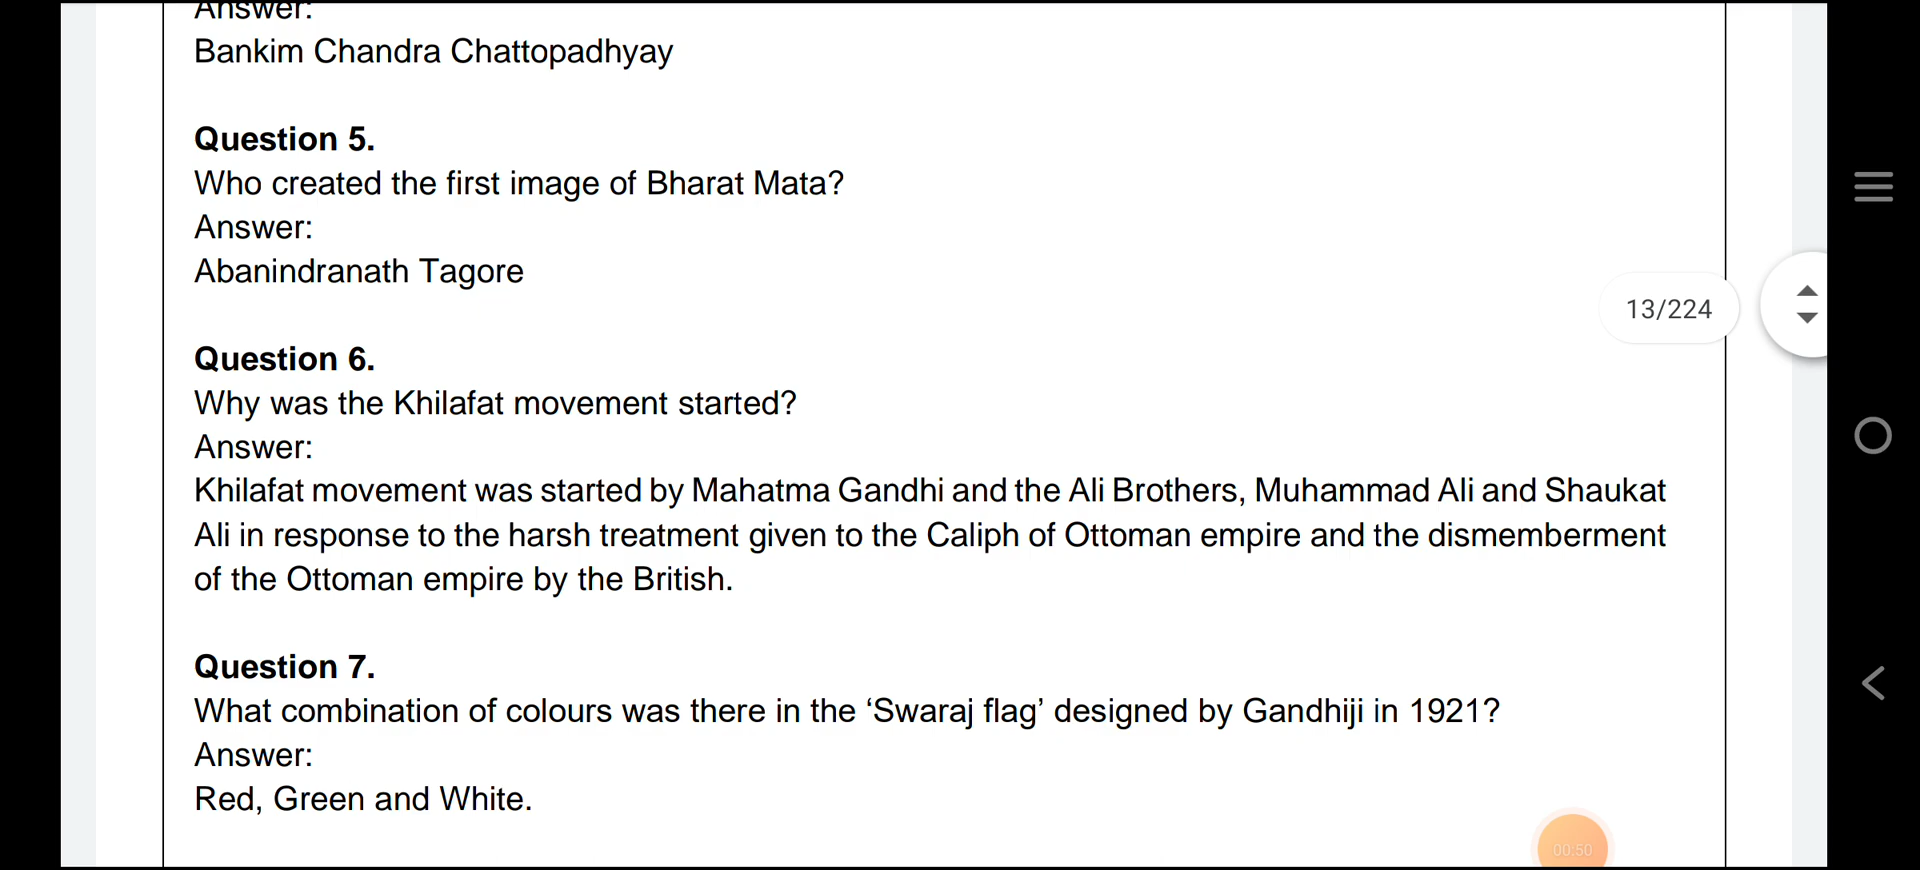 Answer:
Bankim Chandra Chattopadhyay
Question 5.
Who created the first image of Bharat Mata?
Answer:
Abanindranath Tagore
13/224
Question 6.
Why was the Khilafat movement started?
Answer:
Khilafat movement was started by Mahatma Gandhi and the Ali Brothers, Muhammad Ali and Shaukat
Ali in response to the harsh treatment given to the Caliph of Ottoman empire and the dismemberment
of the Ottoman empire by the British.
Question 7.
What combination of colours was there in the ‘Swaraj flag’ designed by Gandhiji in 1921?
Answer:
Red, Green and White.
00:50